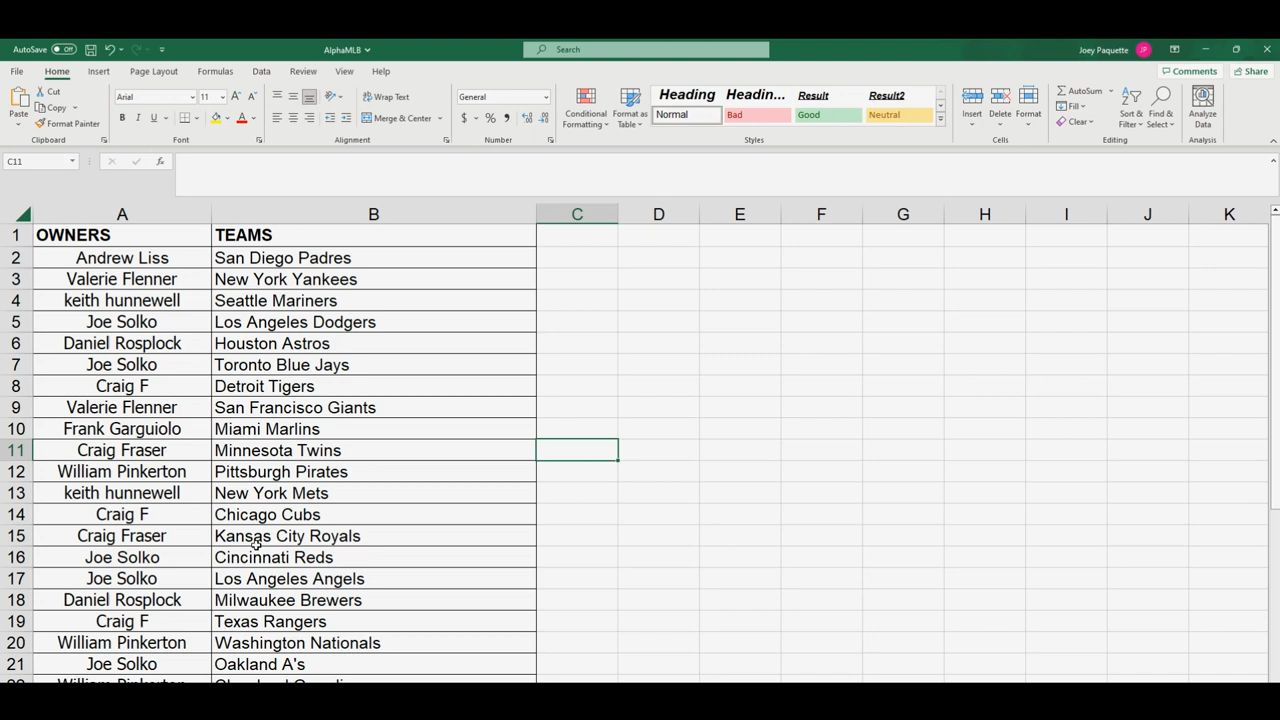 AutoSave Off AlphaMLB Search Joey Paquette JP
File Home Insert Draw Page Layout Formulas Data Review View Help Comments Share
Cut Arial 11 Wrap Text General Heading Headin... Result Result2 AutoSum
Copy Fill
Paste Format Painter B I U Merge & Center $ % Normal Bad Good Neutral Clear
Conditional Formatting Format as Table Insert Delete Format Sort & Filter Find & Select Analyze Data
Clipboard Font Alignment Number Styles Cells Editing Analysis
C11 fx
A B C D E F G H I J K
1 OWNERS TEAMS
2 Andrew Liss San Diego Padres
3 Valerie Flenner New York Yankees
4 keith hunnewell Seattle Mariners
5 Joe Solko Los Angeles Dodgers
6 Daniel Rosplock Houston Astros
7 Joe Solko Toronto Blue Jays
8 Craig F Detroit Tigers
9 Valerie Flenner San Francisco Giants
10 Frank Garguiolo Miami Marlins
11 Craig Fraser Minnesota Twins
12 William Pinkerton Pittsburgh Pirates
13 keith hunnewell New York Mets
14 Craig F Chicago Cubs
15 Craig Fraser Kansas City Royals
16 Joe Solko Cincinnati Reds
17 Joe Solko Los Angeles Angels
18 Daniel Rosplock Milwaukee Brewers
19 Craig F Texas Rangers
20 William Pinkerton Washington Nationals
21 Joe Solko Oakland A's